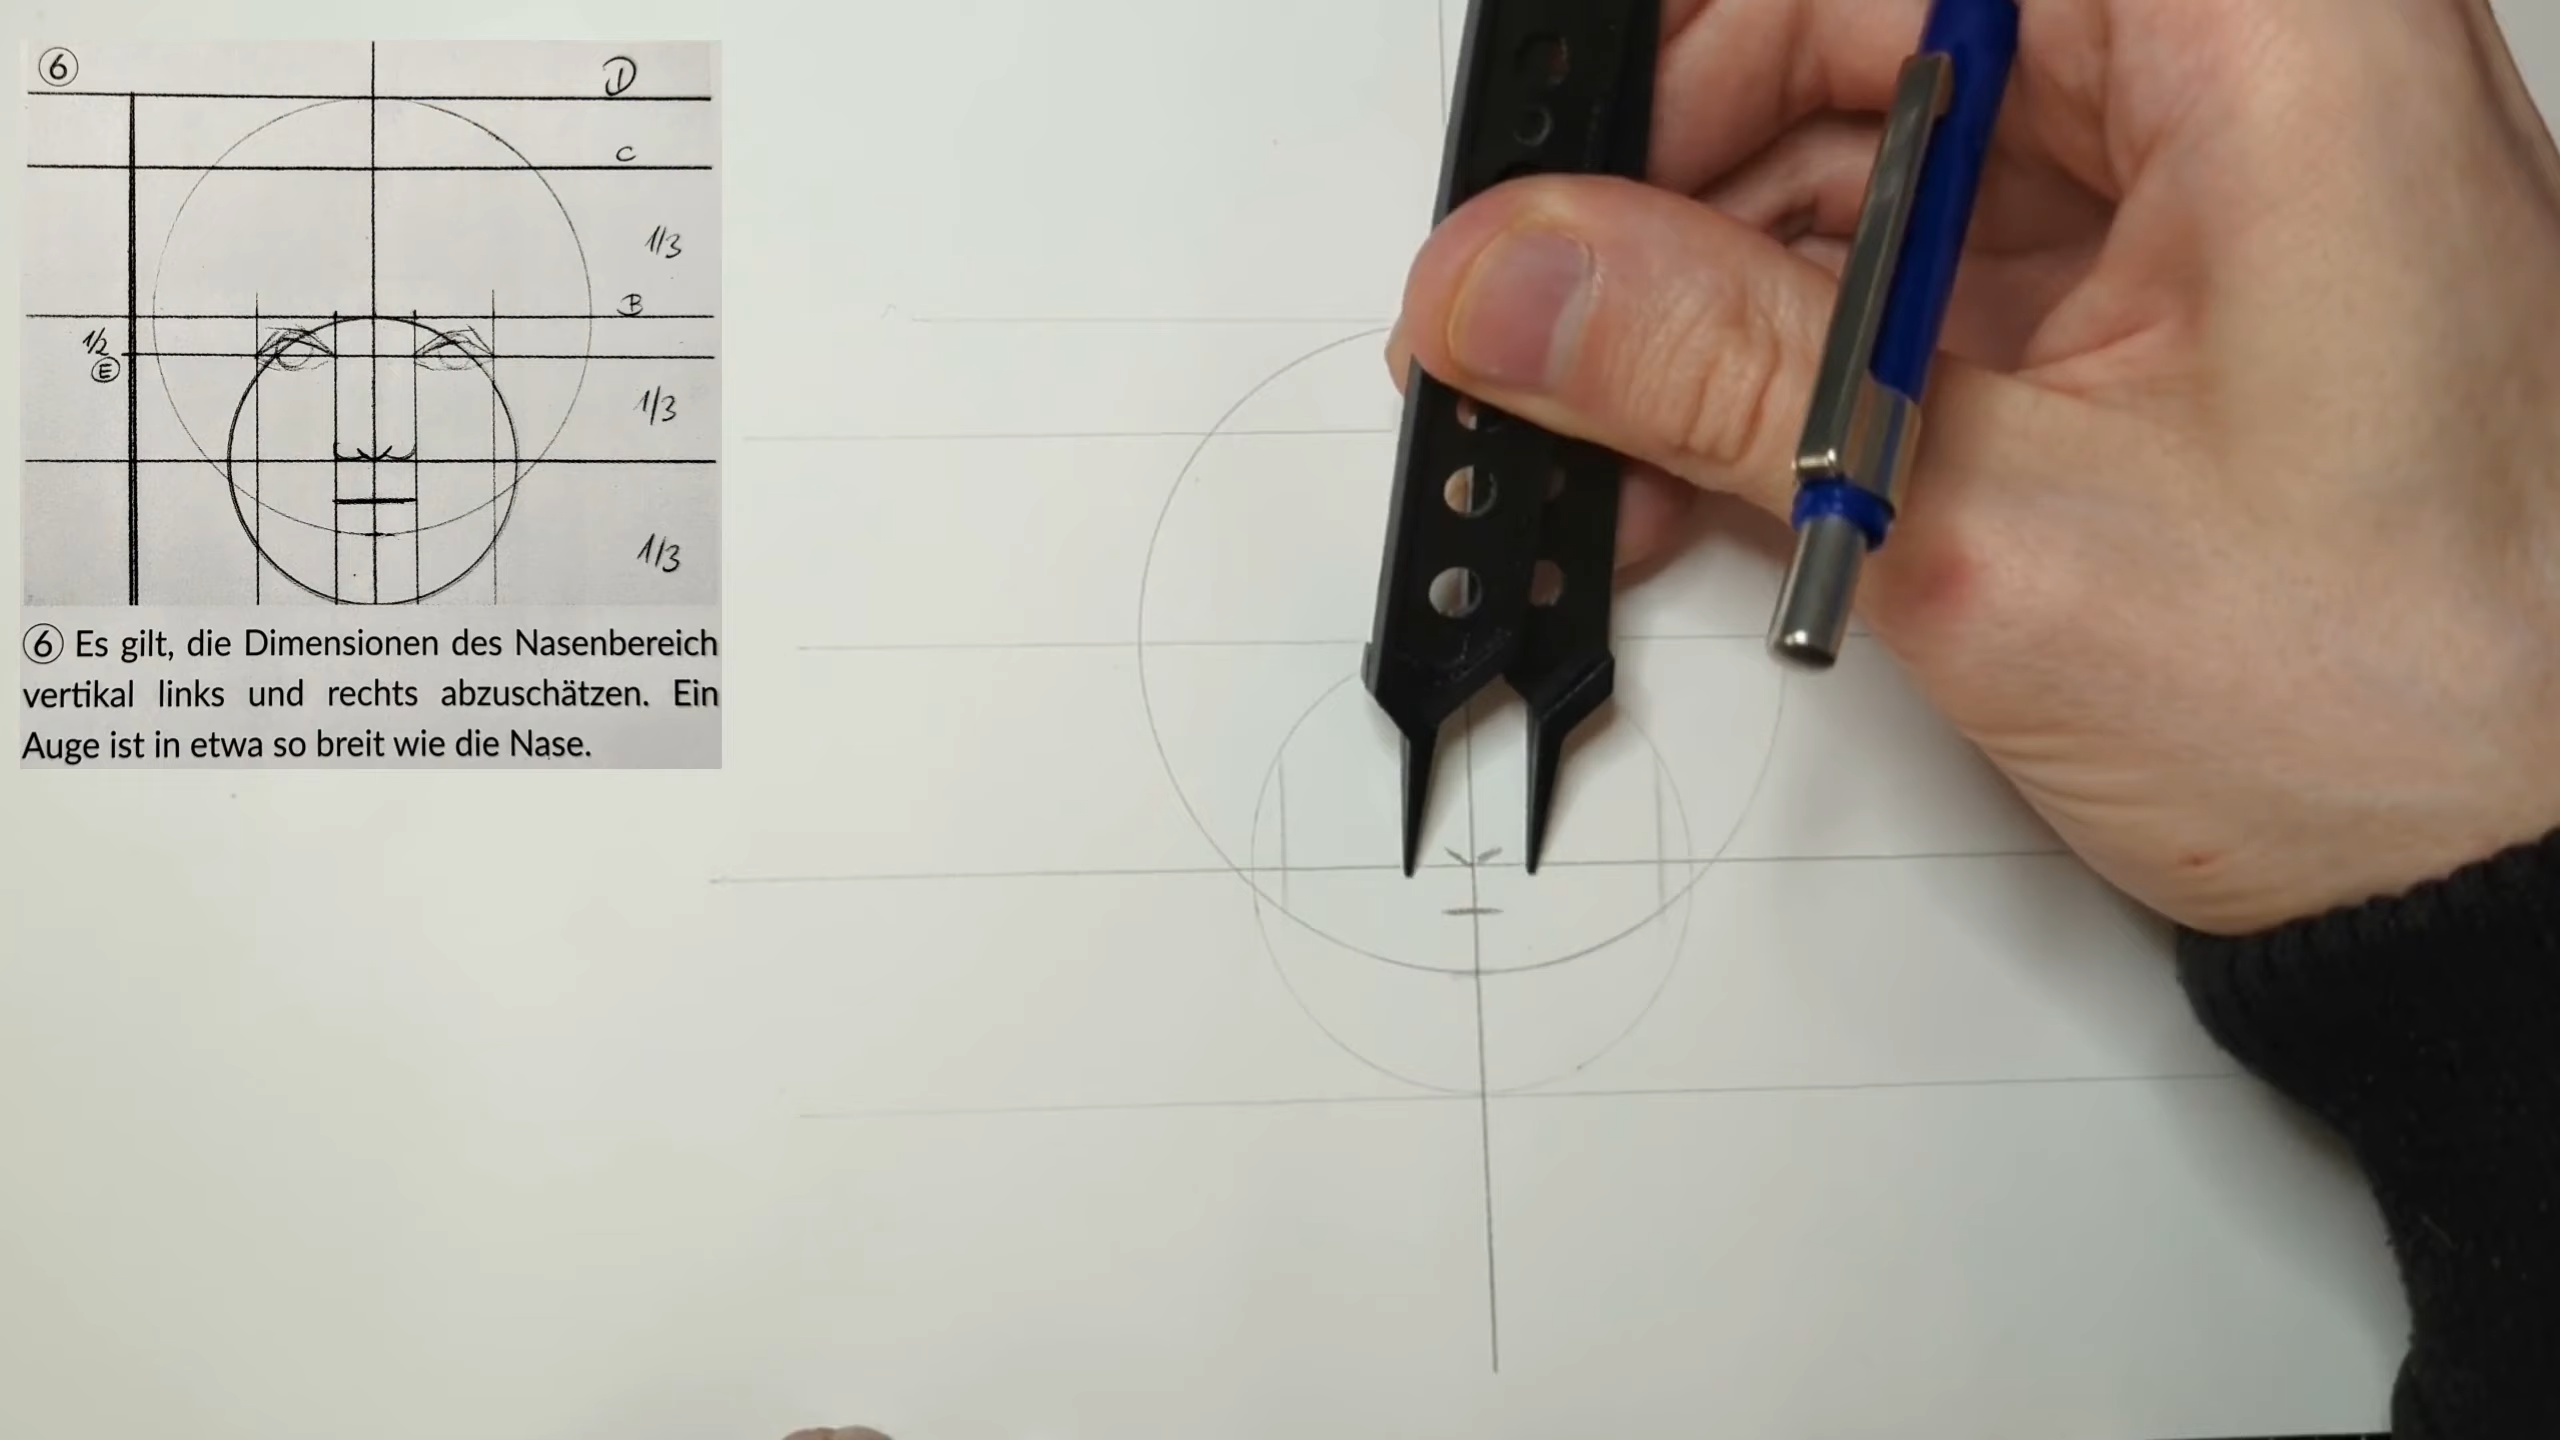 ⑥
D
C
1/3
B
1/2
Ⓔ
1/3
1/3
⑥ Es gilt, die Dimensionen des Nasenbereich
vertikal links und rechts abzuschätzen. Ein
Auge ist in etwa so breit wie die Nase.